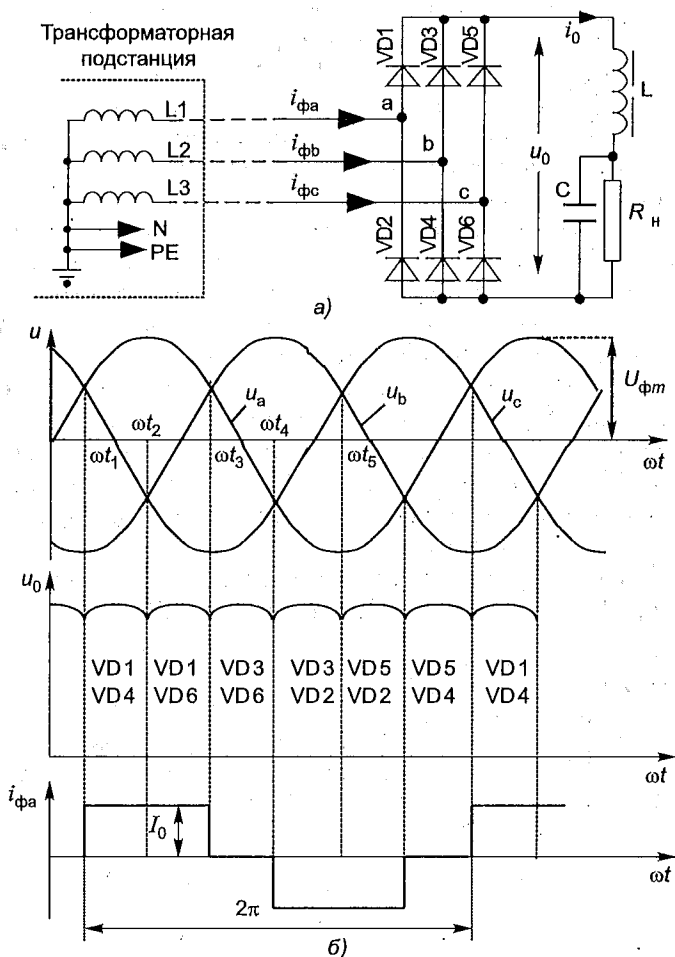 Трансформаторная
подстанция
L1
L2
L3
N
PE
iфa
iфb
iфc
a
b
c
VD1
VD3
VD5
VD2
VD4
VD6
i0
u0
L
C
Rн
а)
u
ωt1
ωt2
ωt3
ωt4
ωt5
ua
ub
uc
Uфm
ωt
u0
VD1 VD1 VD3 VD3 VD5 VD5 VD1
VD4 VD6 VD6 VD2 VD2 VD4 VD4
ωt
iфa
I0
ωt
2π
б)